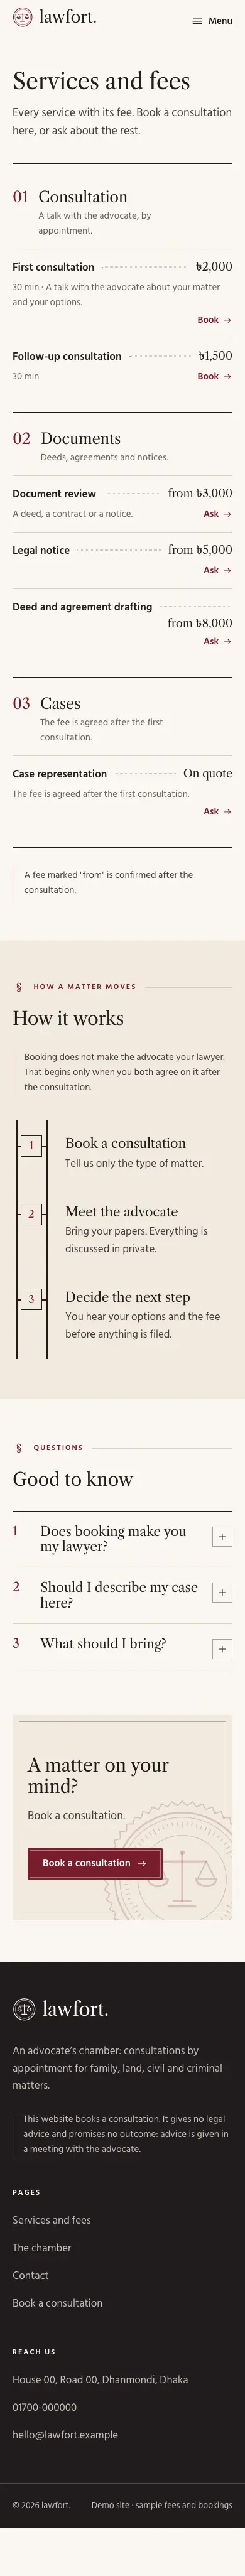 lawfort.
Menu
Services and fees
Every service with its fee. Book a consultation
here, or ask about the rest.
01 Consultation
A talk with the advocate, by
appointment.
First consultation ৳2,000
30 min · A talk with the advocate about your matter
and your options.
Book →
Follow-up consultation ৳1,500
30 min Book →
02 Documents
Deeds, agreements and notices.
Document review from ৳3,000
A deed, a contract or a notice. Ask →
Legal notice from ৳5,000
Ask →
Deed and agreement drafting
from ৳8,000
Ask →
03 Cases
The fee is agreed after the first
consultation.
Case representation On quote
The fee is agreed after the first consultation.
Ask →
A fee marked "from" is confirmed after the
consultation.
§ HOW A MATTER MOVES
How it works
Booking does not make the advocate your lawyer.
That begins only when you both agree on it after
the consultation.
1 Book a consultation
Tell us only the type of matter.
2 Meet the advocate
Bring your papers. Everything is
discussed in private.
3 Decide the next step
You hear your options and the fee
before anything is filed.
§ QUESTIONS
Good to know
1 Does booking make you
my lawyer?
+
2 Should I describe my case
here?
+
3 What should I bring?
+
A matter on your
mind?
Book a consultation.
Book a consultation →
lawfort.
An advocate's chamber: consultations by
appointment for family, land, civil and criminal
matters.
This website books a consultation. It gives no legal
advice and promises no outcome: advice is given in
a meeting with the advocate.
PAGES
Services and fees
The chamber
Contact
Book a consultation
REACH US
House 00, Road 00, Dhanmondi, Dhaka
01700-000000
hello@lawfort.example
© 2026 lawfort. Demo site · sample fees and bookings